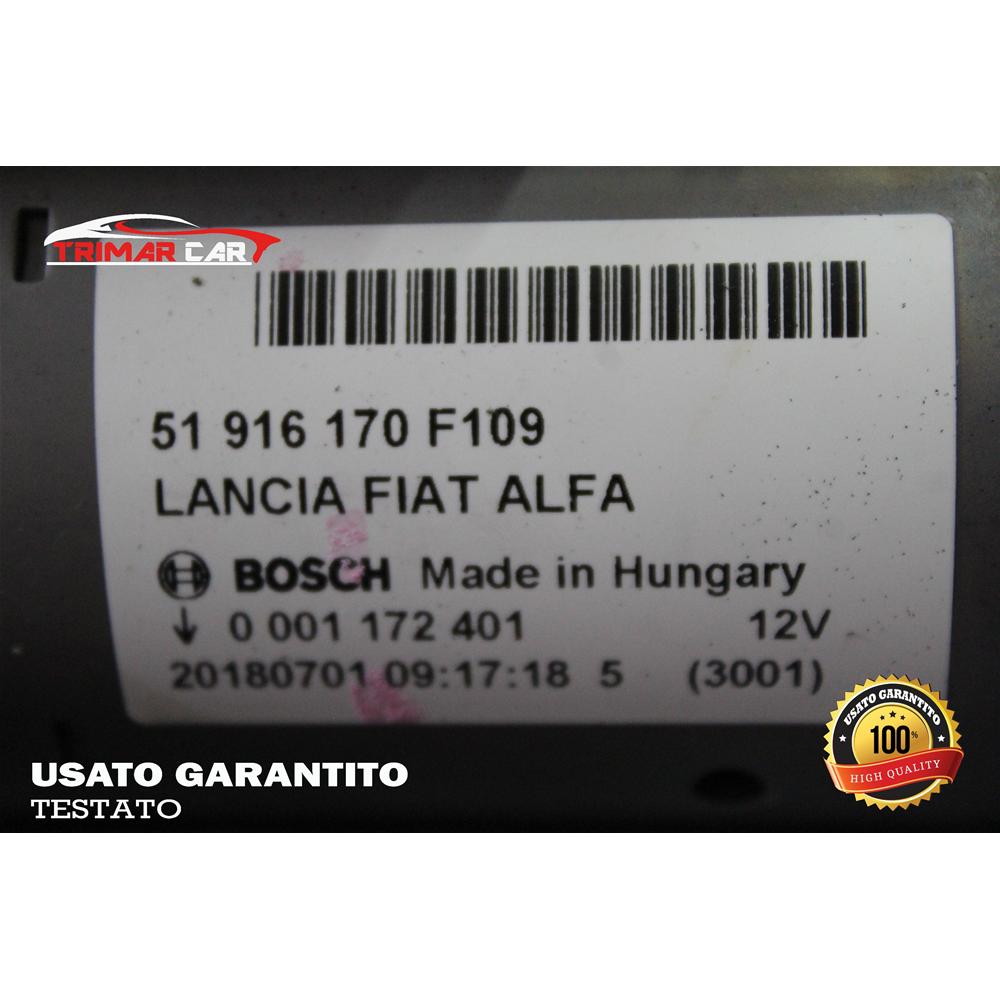 TRIMAR CAR
51 916 170 F109
LANCIA FIAT ALFA
BOSCH Made in Hungary
↓ 0 001 172 401 12V
20180701 09:17:18 5 (3001)
USATO GARANTITO
100%
HIGH QUALITY
USATO GARANTITO
TESTATO